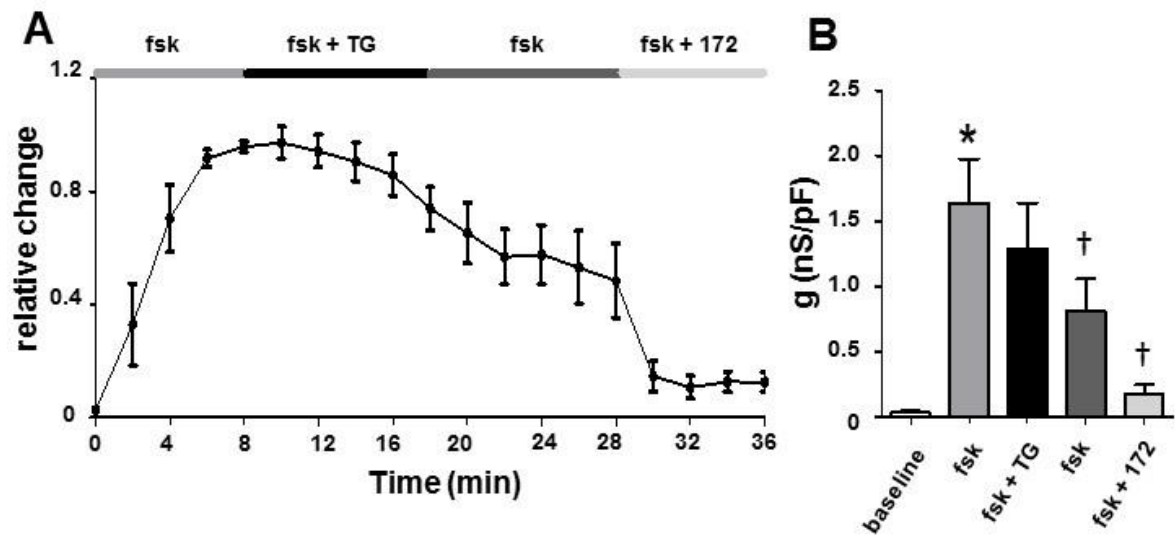 A
fsk fsk + TG fsk fsk + 172
1.2
0.8
0.4
0
relative change
0 4 8 12 16 20 24 28 32 36
Time (min)
B
2.5
2.0
1.5
1.0
0.5
0
g (nS/pF)
*
†
†
baseline
fsk
fsk + TG
fsk
fsk + 172